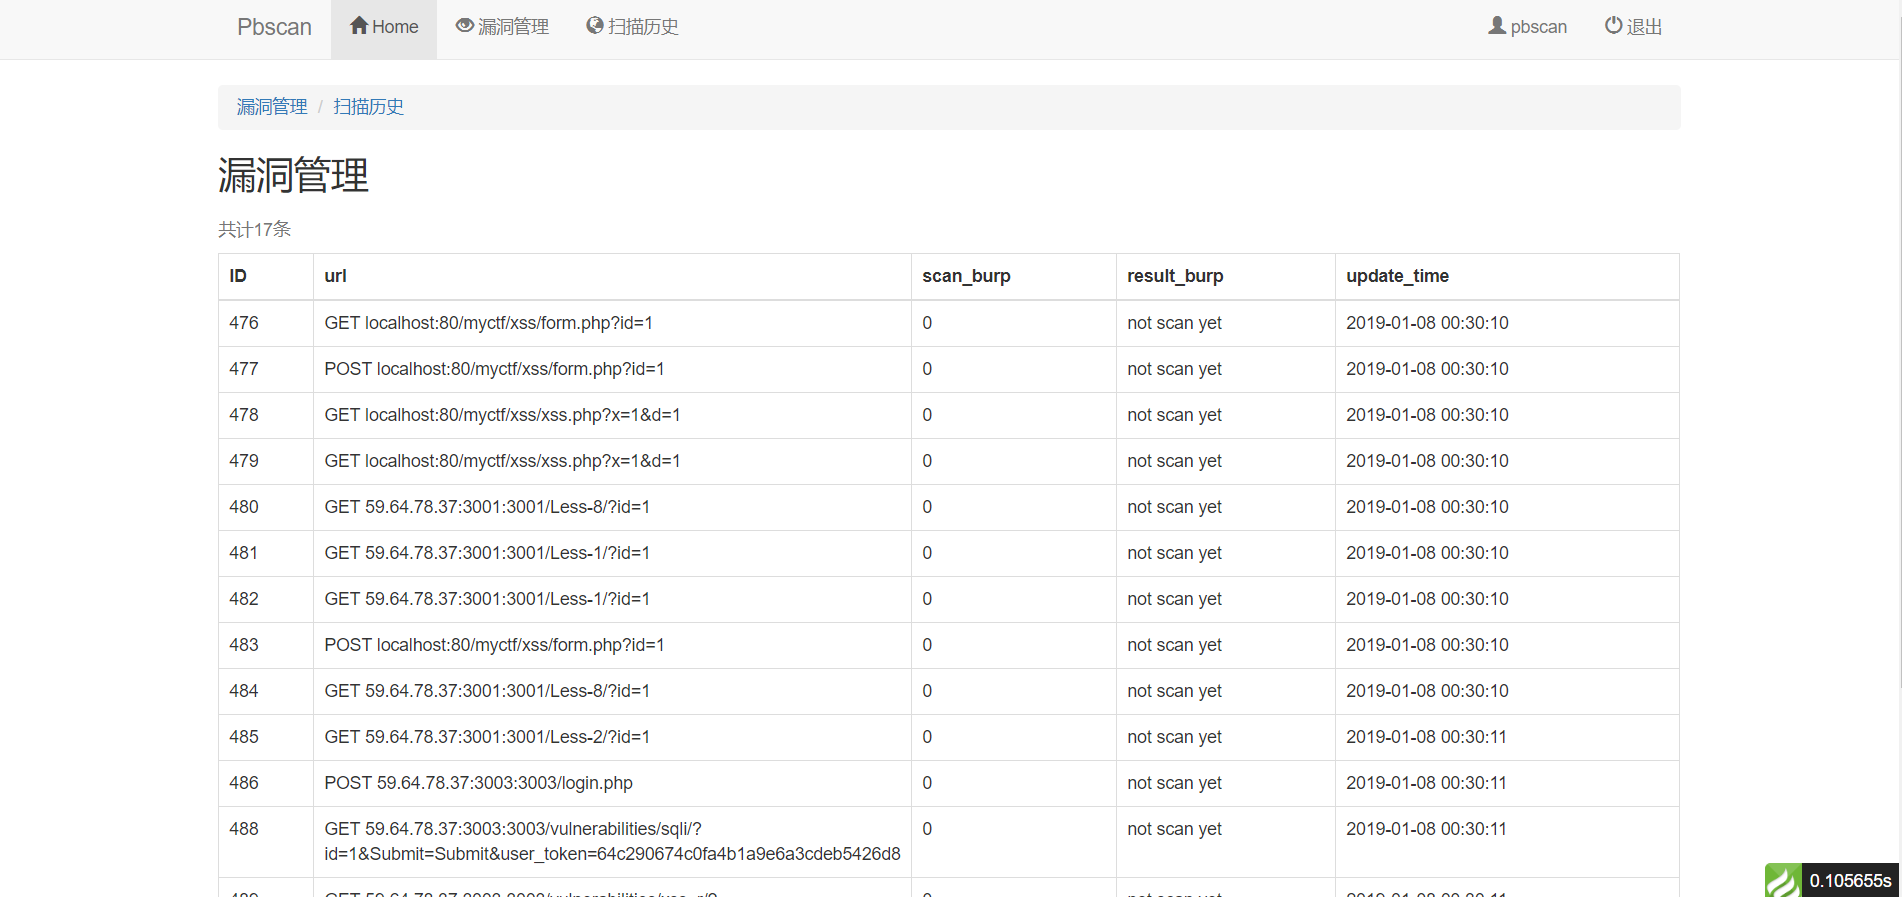 Pbscan Home 漏洞管理 扫描历史 pbscan 退出
漏洞管理 / 扫描历史
漏洞管理
共计17条
ID url scan_burp result_burp update_time
476 GET localhost:80/myctf/xss/form.php?id=1 0 not scan yet 2019-01-08 00:30:10
477 POST localhost:80/myctf/xss/form.php?id=1 0 not scan yet 2019-01-08 00:30:10
478 GET localhost:80/myctf/xss/xss.php?x=1&d=1 0 not scan yet 2019-01-08 00:30:10
479 GET localhost:80/myctf/xss/xss.php?x=1&d=1 0 not scan yet 2019-01-08 00:30:10
480 GET 59.64.78.37:3001:3001/Less-8/?id=1 0 not scan yet 2019-01-08 00:30:10
481 GET 59.64.78.37:3001:3001/Less-1/?id=1 0 not scan yet 2019-01-08 00:30:10
482 GET 59.64.78.37:3001:3001/Less-1/?id=1 0 not scan yet 2019-01-08 00:30:10
483 POST localhost:80/myctf/xss/form.php?id=1 0 not scan yet 2019-01-08 00:30:10
484 GET 59.64.78.37:3001:3001/Less-8/?id=1 0 not scan yet 2019-01-08 00:30:10
485 GET 59.64.78.37:3001:3001/Less-2/?id=1 0 not scan yet 2019-01-08 00:30:11
486 POST 59.64.78.37:3003:3003/login.php 0 not scan yet 2019-01-08 00:30:11
488 GET 59.64.78.37:3003:3003/vulnerabilities/sqli/? 0 not scan yet 2019-01-08 00:30:11
id=1&Submit=Submit&user_token=64c290674c0fa4b1a9e6a3cdeb5426d8
0.105655s